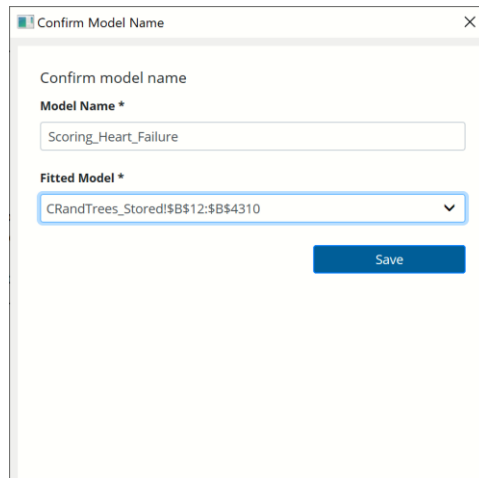 Confirm Model Name
Confirm model name
Model Name *
Scoring_Heart_Failure
Fitted Model *
CRandTrees_Stored!$B$12:$B$4310
Save